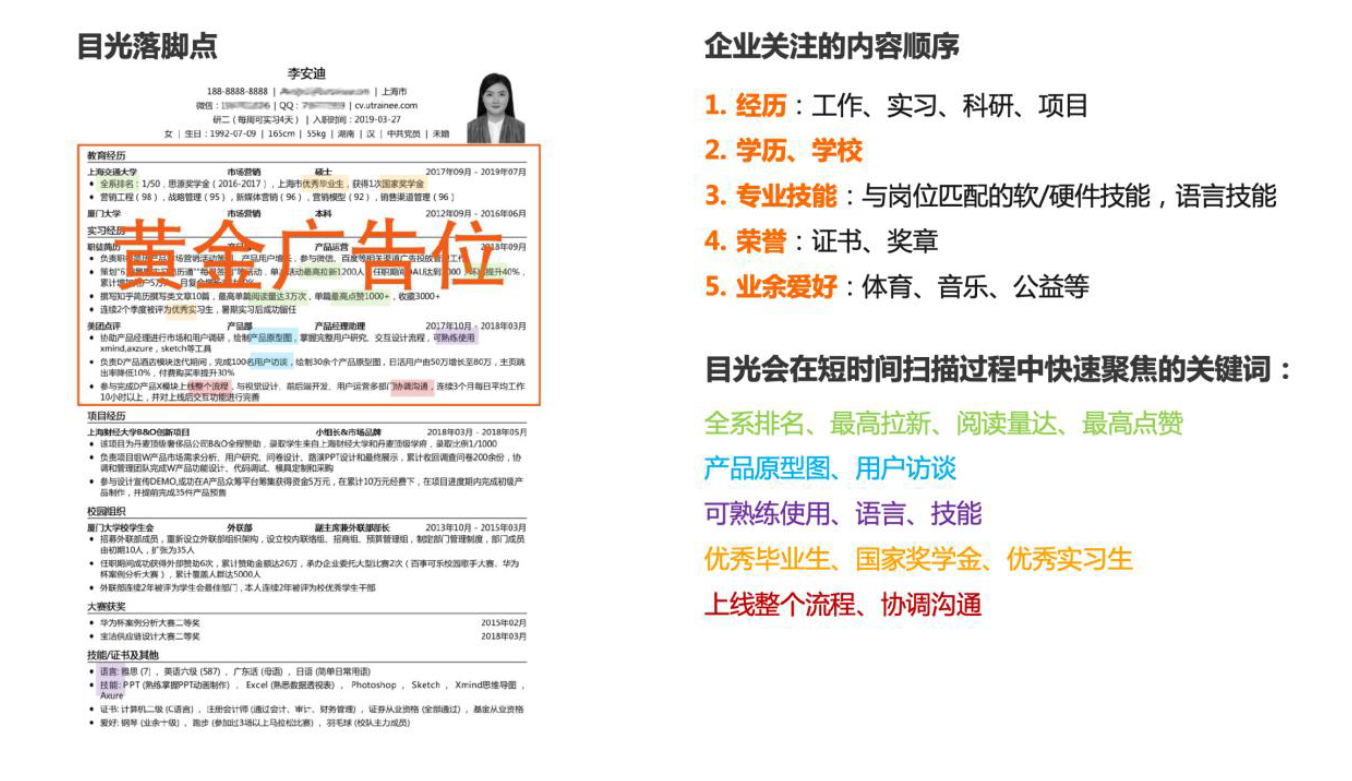 目光落脚点
李安迪
188-8888-8888 | | 上海市
微信： | QQ： | cv.utrainee.com
研二（每周可实习4天） | 入职时间：2019-03-27
女 | 生日：1992-07-09 | 165cm | 55kg | 湖南 | 汉 | 中共党员 | 未婚
教育经历
上海交通大学 市场营销 硕士 2017年09月 - 2019年07月
• 全系排名：1/50，思源奖学金（2016-2017），上海市优秀毕业生，获得1次国家奖学金
• 营销工程（98），战略管理（95），新媒体营销（96），营销模型（92），销售渠道管理（96）
厦门大学 市场营销 本科 2012年09月 - 2016年06月
黄金广告位
实习经历
职徒简历 产品运营 2018年09月
• 撰写知乎简历撰写类文章10篇，最高单篇阅读量达3万次，单篇最高点赞1000+，收藏3000+
• 连续2个季度被评为优秀实习生，暑期实习后成功留任
美团点评 产品部 产品经理助理 2017年10月 - 2018年03月
• 协助产品经理进行市场和用户调研，绘制产品原型图，掌握完整用户研究、交互设计流程，可熟练使用
xmind,axzure，sketch等工具
• 负责D产品酒店模块迭代期间，完成100名用户访谈，绘制30余个产品原型图，日活用户由50万增长至80万，主页跳
出率降低10%，付费购买率提升30%
• 参与完成D产品X模块上线整个流程，与视觉设计、前后端开发、用户运营多部门协调沟通，连续3个月每日平均工作
10小时以上，并对上线后交互功能进行完善
项目经历
上海财经大学B&O创新项目 小组长&市场品牌 2018年03月 - 2018年05月
• 该项目为丹麦顶级奢侈品公司B&O全程赞助，录取学生来自上海财经大学和丹麦顶级学府，录取比例1/1000
• 负责项目组W产品市场需求分析、用户研究、问卷设计、路演PPT设计和最终展示，累计收回调查问卷200余份，协
调和管理团队完成W产品功能设计、代码调试、模具定制和采购
• 参与设计宣传DEMO,成功在A产品众筹平台筹集获得资金5万元，在累计10万元经费下，在项目进度期内完成初级产
品制作，并提前完成35件产品预售
校园组织
厦门大学校学生会 外联部 副主席兼外联部部长 2013年10月 - 2015年03月
• 招募外联部成员，重新设立外联部组织架构，设立校内联络组、招商组、预算管理组，制定部门管理制度，部门成员
由初期10人，扩张为35人
• 任职期间成功获得外部赞助6次，累计赞助金额达26万，承办企业委托大型比赛2次（百事可乐校园歌手大赛、华为
杯案例分析大赛），累计覆盖人群达5000人
• 外联部连续2年被评为学生会最佳部门，本人连续2年被评为校优秀学生干部
大赛获奖
• 华为杯案例分析大赛二等奖 2015年02月
• 宝洁供应链设计大赛二等奖 2018年03月
技能/证书及其他
• 语言: 雅思 (7) ，英语六级 (587) ，广东话 (母语) ，日语 (简单日常用语)
• 技能: PPT (熟练掌握PPT动画制作) ， Excel (熟悉数据透视表) ， Photoshop ， Sketch ， Xmind思维导图 ，
Axure
• 证书: 计算机二级 (C语言) ，注册会计师 (通过会计、审计、财务管理) ，证券从业资格 (全部通过) ，基金从业资格
• 爱好: 钢琴 (业余十级) ，跑步 (参加过3场以上马拉松比赛) ，羽毛球 (校队主力成员)
企业关注的内容顺序
1. 经历：工作、实习、科研、项目
2. 学历、学校
3. 专业技能：与岗位匹配的软/硬件技能，语言技能
4. 荣誉：证书、奖章
5. 业余爱好：体育、音乐、公益等
目光会在短时间扫描过程中快速聚焦的关键词：
全系排名、最高拉新、阅读量达、最高点赞
产品原型图、用户访谈
可熟练使用、语言、技能
优秀毕业生、国家奖学金、优秀实习生
上线整个流程、协调沟通